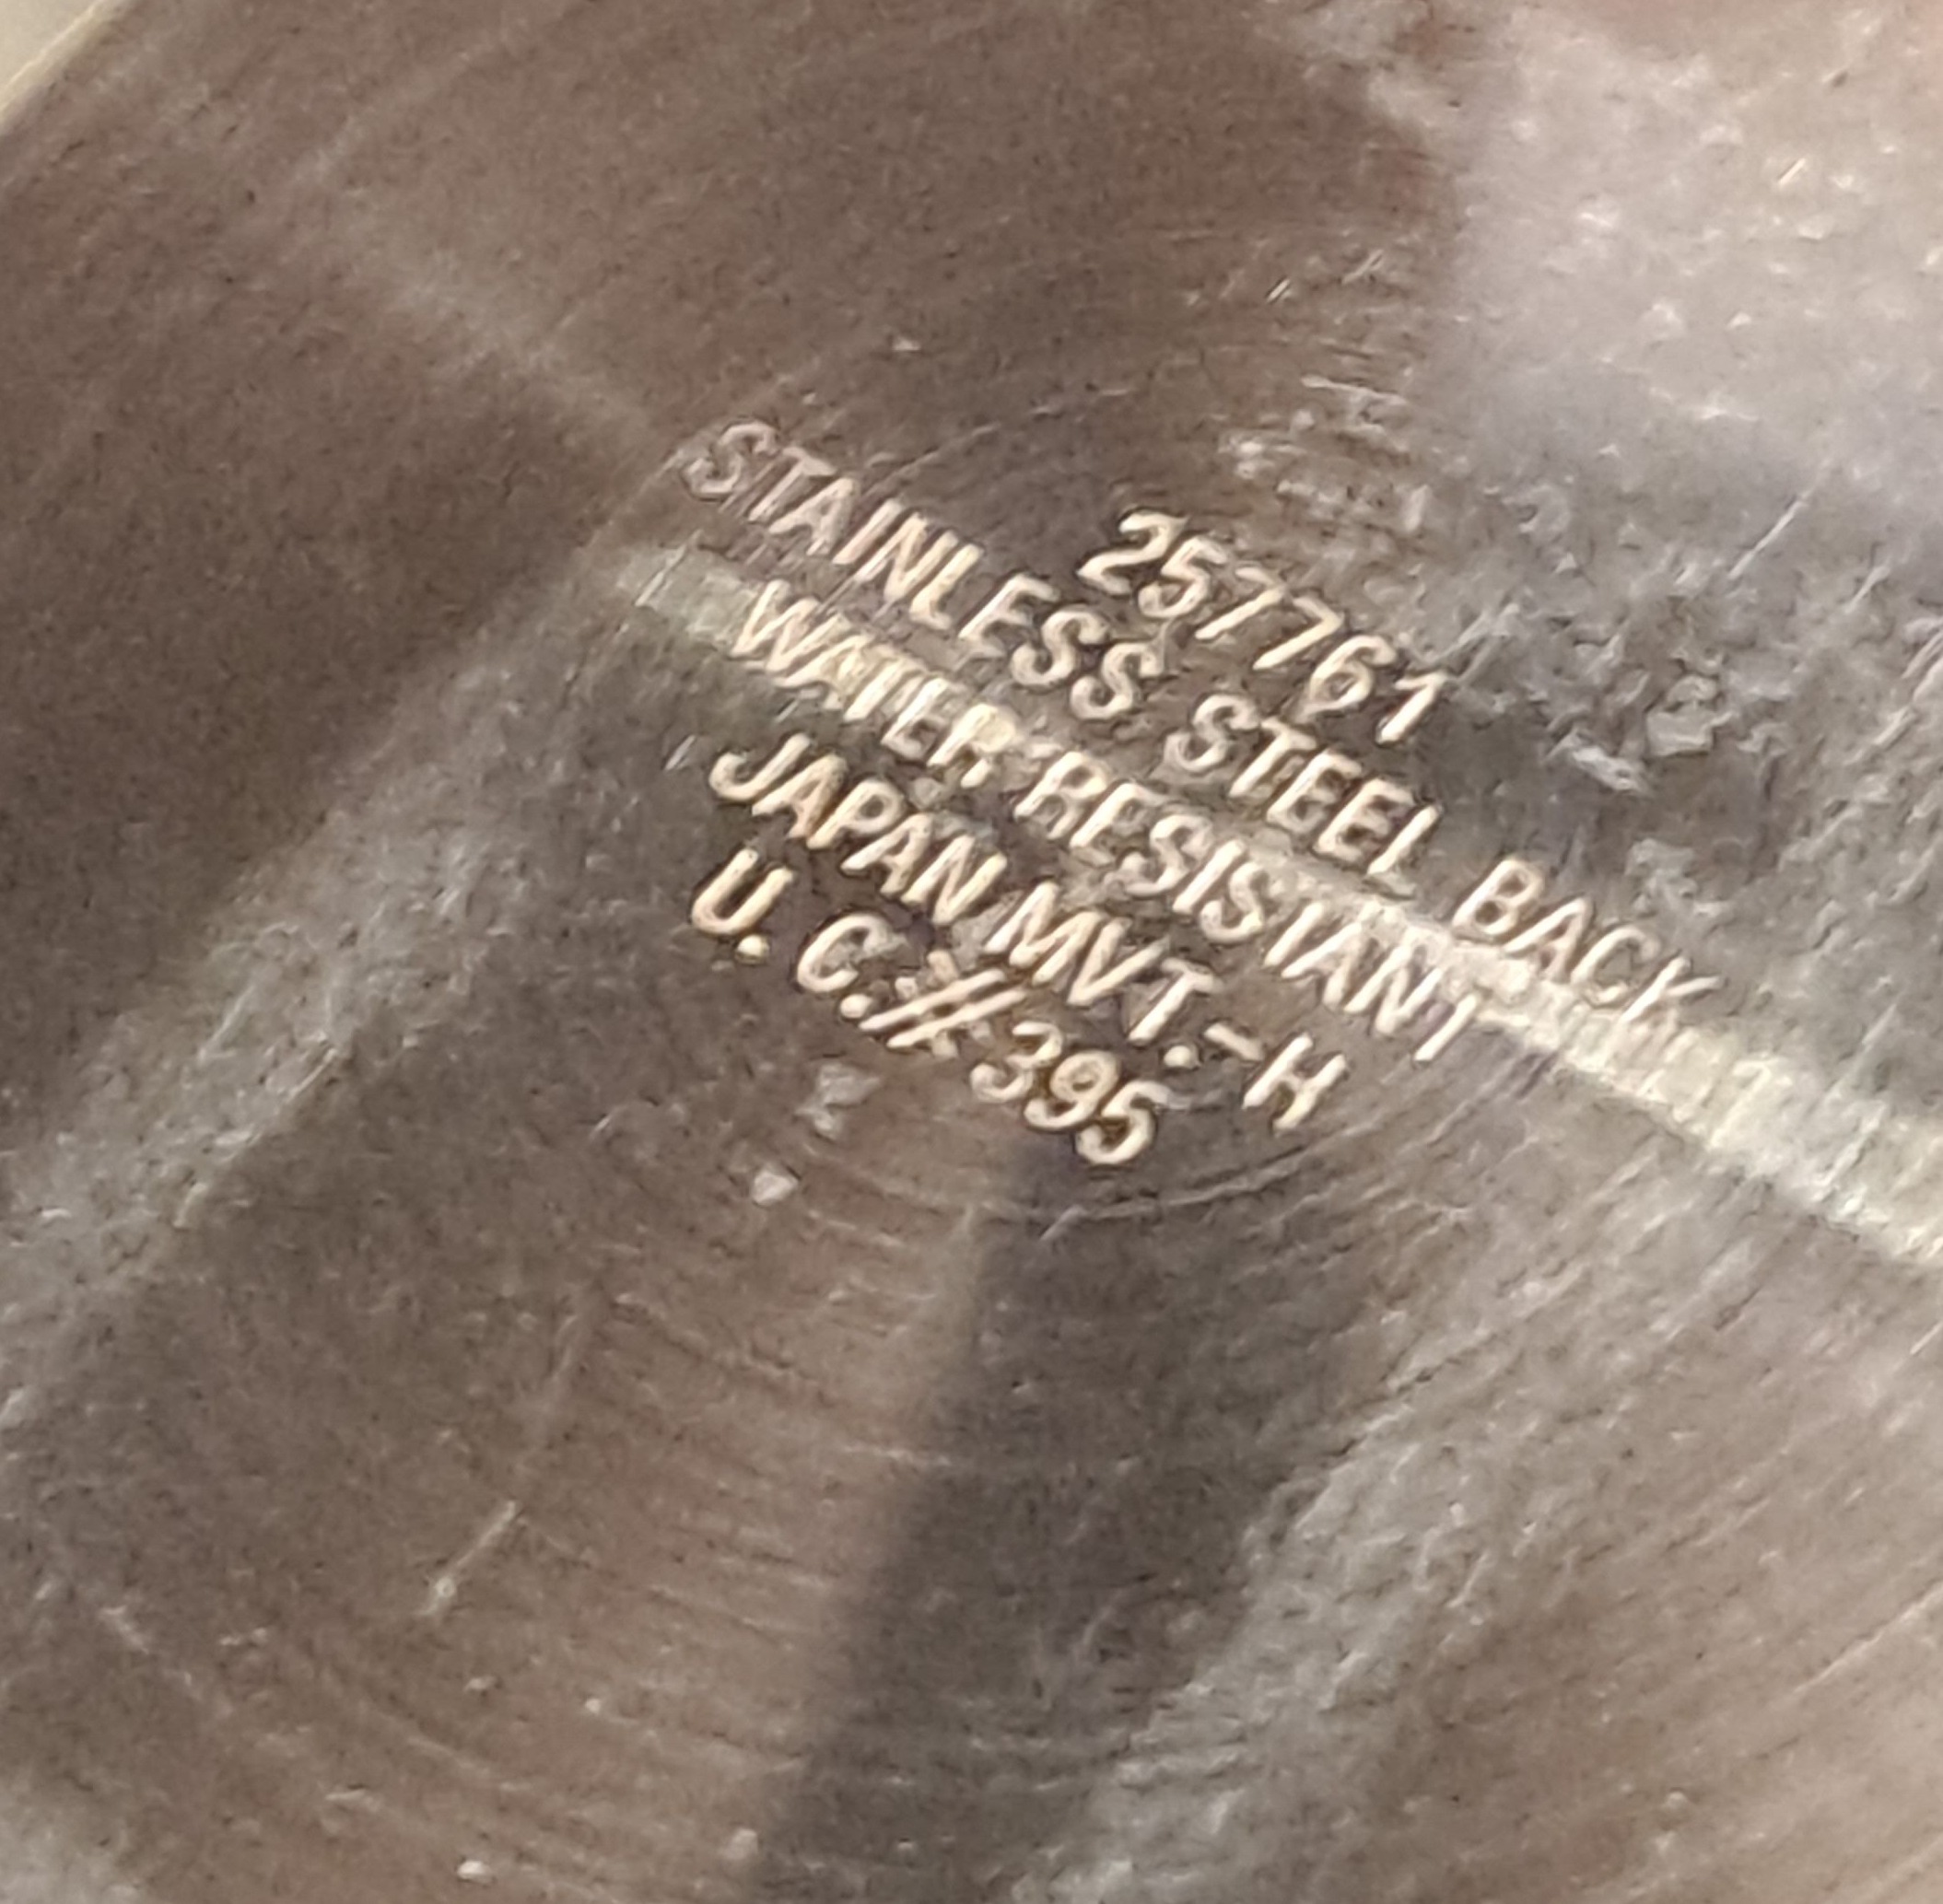 257761
STAINLESS STEEL BACK
WATER RESISTANT
JAPAN MVT.-H
U. C.# 395